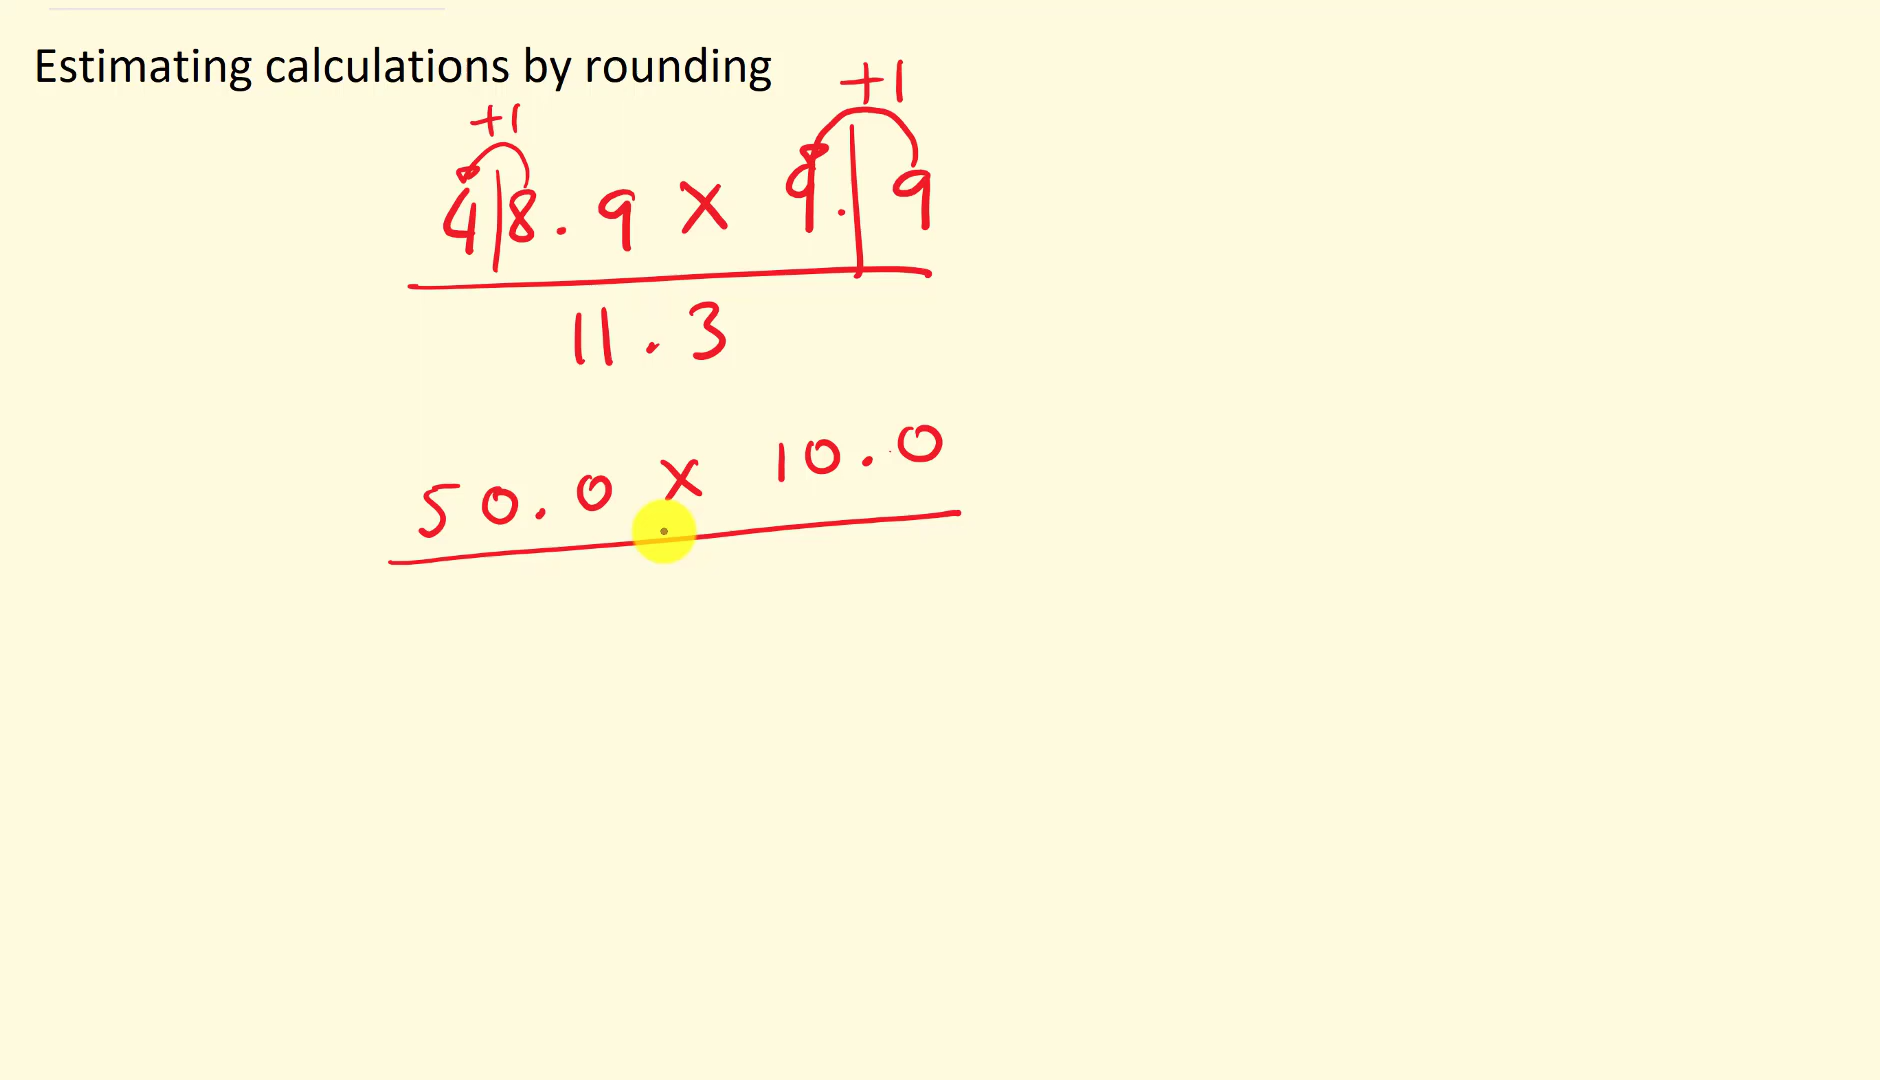 Estimating calculations by rounding
+1 +1
48.9 × 9.9
11.3
50.0 × 10.0